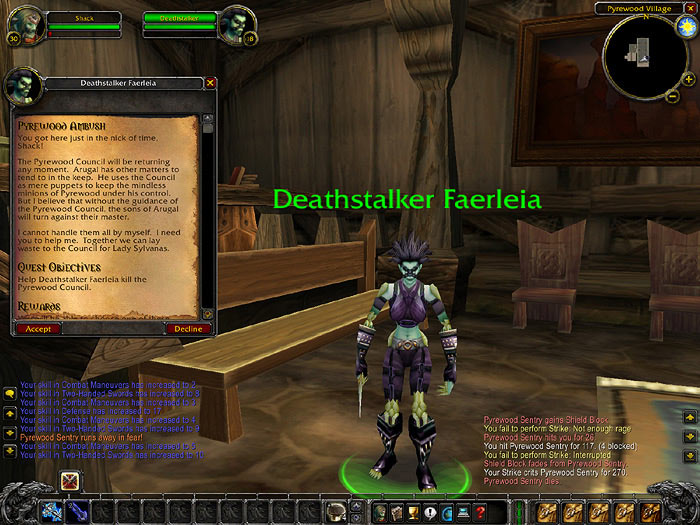 Shack
30
Deathstalker
18
Pyrewood Village
N
Deathstalker Faerleia
Pyrewood Ambush
You got here just in the nick of time.
Shack!
The Pyrewood Council will be returning
any moment. Arugal has other matters to
tend to in the keep. He uses the Council
as mere puppets to keep the mindless
minions of Pyrewood under his control.
But I believe that without the guidance of
the Pyrewood Council, the sons of Arugal
will turn against their master.
I cannot handle them all by myself. I need
you to help me. Together we can lay
waste to the Council for Lady Sylvanas.
Quest Objectives
Help Deathstalker Faerleia kill the
Pyrewood Council.
Rewards
Accept
Decline
Deathstalker Faerleia
Your skill in Combat Maneuvers has increased to 2.
Your skill in Two-Handed Swords has increased to 8
Your skill in Combat Maneuvers has increased to 3
Your skill in Defense has increased to 17
Your skill in Combat Maneuvers has increased to 4
Your skill in Two-Handed Swords has increased to 9
Pyrewood Sentry runs away in fear!
Your skill in Combat Maneuvers has increased to 5
Your skill in Two-Handed Swords has increased to 10
Pyrewood Sentry gains Shield Block.
You fail to perform Strike: Not enough rage
Pyrewood Sentry hits you for 26.
You hit Pyrewood Sentry for 117. (4 blocked)
You fail to perform Strike: Interrupted
Shield Block fades from Pyrewood Sentry.
Your Strike crits Pyrewood Sentry for 270.
Pyrewood Sentry dies.